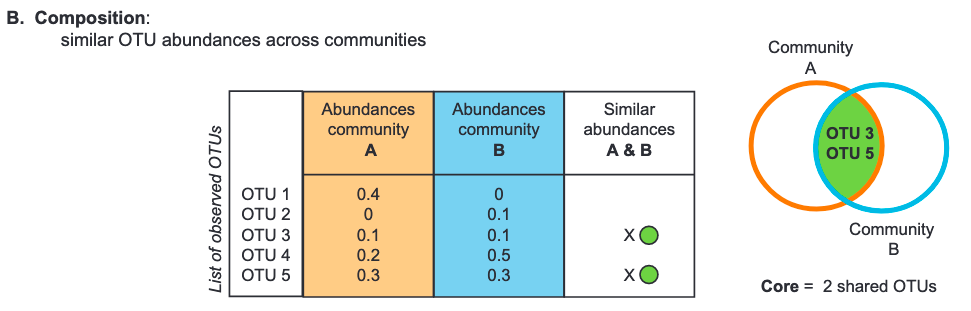 B. Composition:
similar OTU abundances across communities
List of observed OTUs
Abundances community A
Abundances community B
Similar abundances A & B
OTU 1 0.4 0
OTU 2 0 0.1
OTU 3 0.1 0.1 X
OTU 4 0.2 0.5
OTU 5 0.3 0.3 X
Community
A
OTU 3
OTU 5
Community
B
Core = 2 shared OTUs